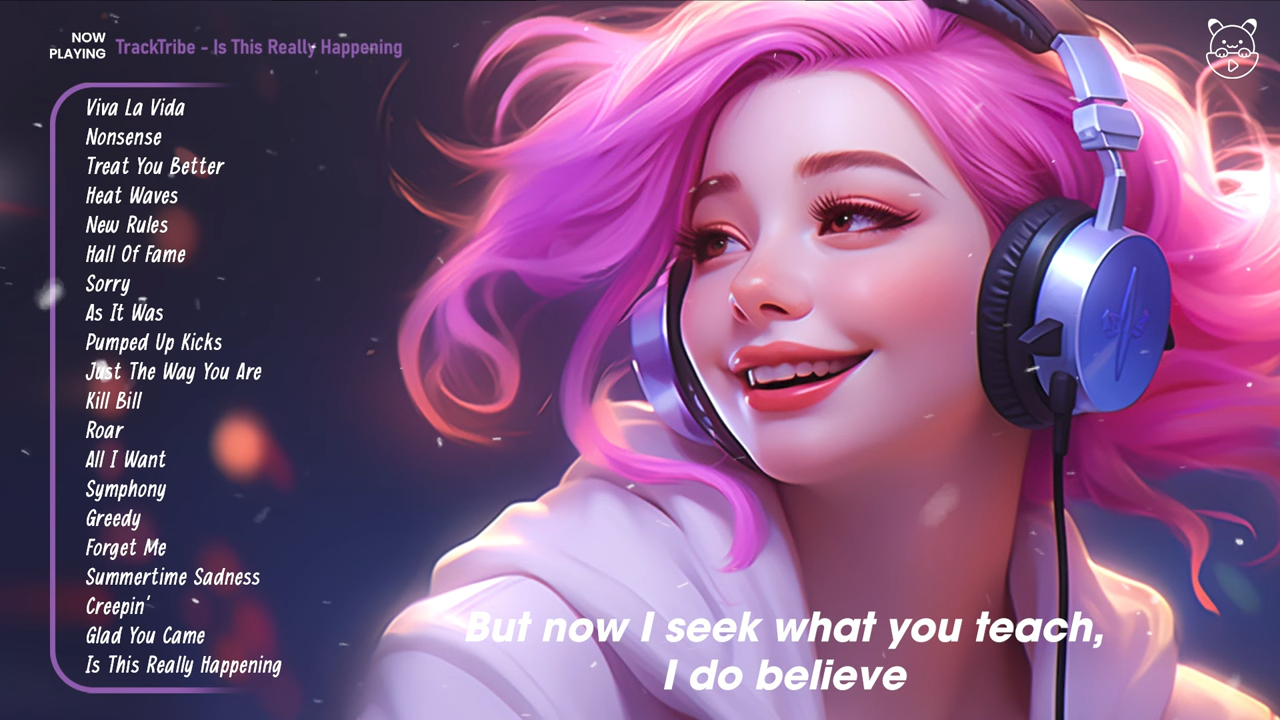 NOW
PLAYING
TrackTribe - Is This Really Happening
Viva La Vida
Nonsense
Treat You Better
Heat Waves
New Rules
Hall Of Fame
Sorry
As It Was
Pumped Up Kicks
Just The Way You Are
Kill Bill
Roar
All I Want
Symphony
Greedy
Forget Me
Summertime Sadness
Creepin'
Glad You Came
Is This Really Happening
But now I seek what you teach,
I do believe